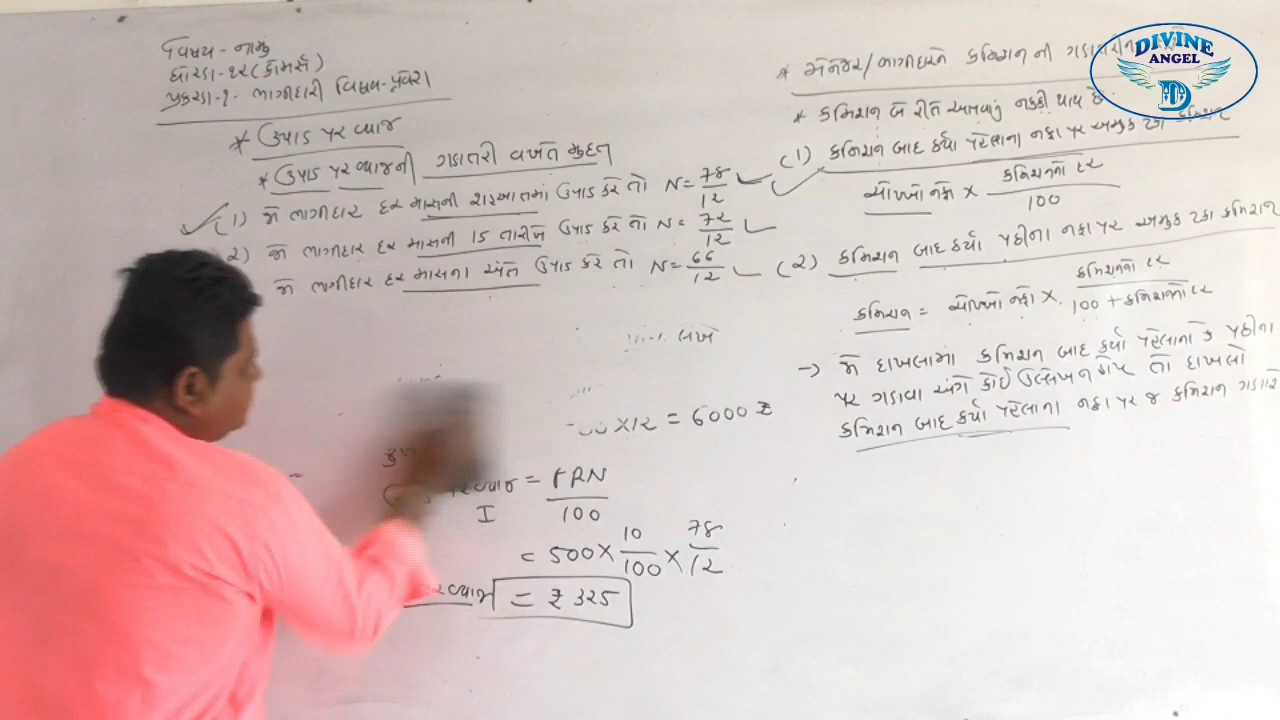 વિષય - નામુ
ધોરણ-૧૨ (કોમર્સ)
પ્રકરણ-૧- ભાગીદારી વિષય-પ્રવેશ
* ઉપાડ પર વ્યાજ
* ઉપાડ પર વ્યાજની ગણતરી વખતે મુદત
(1) જો ભાગીદાર દર માસની શરૂઆતમાં ઉપાડ કરે તો N = 78/12
૨) જો ભાગીદાર દર માસની 15 તારીખે ઉપાડ કરે તો N = 72/12
જો ભાગીદાર દર માસના અંતે ઉપાડ કરે તો N = 66/12
લખો
×12 = 6000 ₹
વ્યાજ = PRN/100
I
= 500 × 10/100 × 78/12
પરવ્યાજ = ₹ 325
* મેનેજર/ભાગીદારને કમિશન ની
* કમિશન બે રીતે આપવાનું નક્કી થાય છે.
(1) કમિશન બાદ કર્યા પહેલાના નફા પર અમુક ટકા કમિશન
ચોખ્ખો નફો × કમિશનનો દર/100
(૨) કમિશન બાદ કર્યા પછીના નફા પર અમુક ટકા કમિશન
કમિશન = ચોખ્ખો નફો × કમિશનનો દર/100 + કમિશનનો દર
→ જો દાખલામાં કમિશન બાદ કર્યા પહેલાના કે પછીના
પર ગણવા અંગે કોઈ ઉલ્લેખ ન હોય તો દાખલો
કમિશન બાદ કર્યા પહેલાના નફા પર જ કમિશન
DIVINE
ANGEL
D